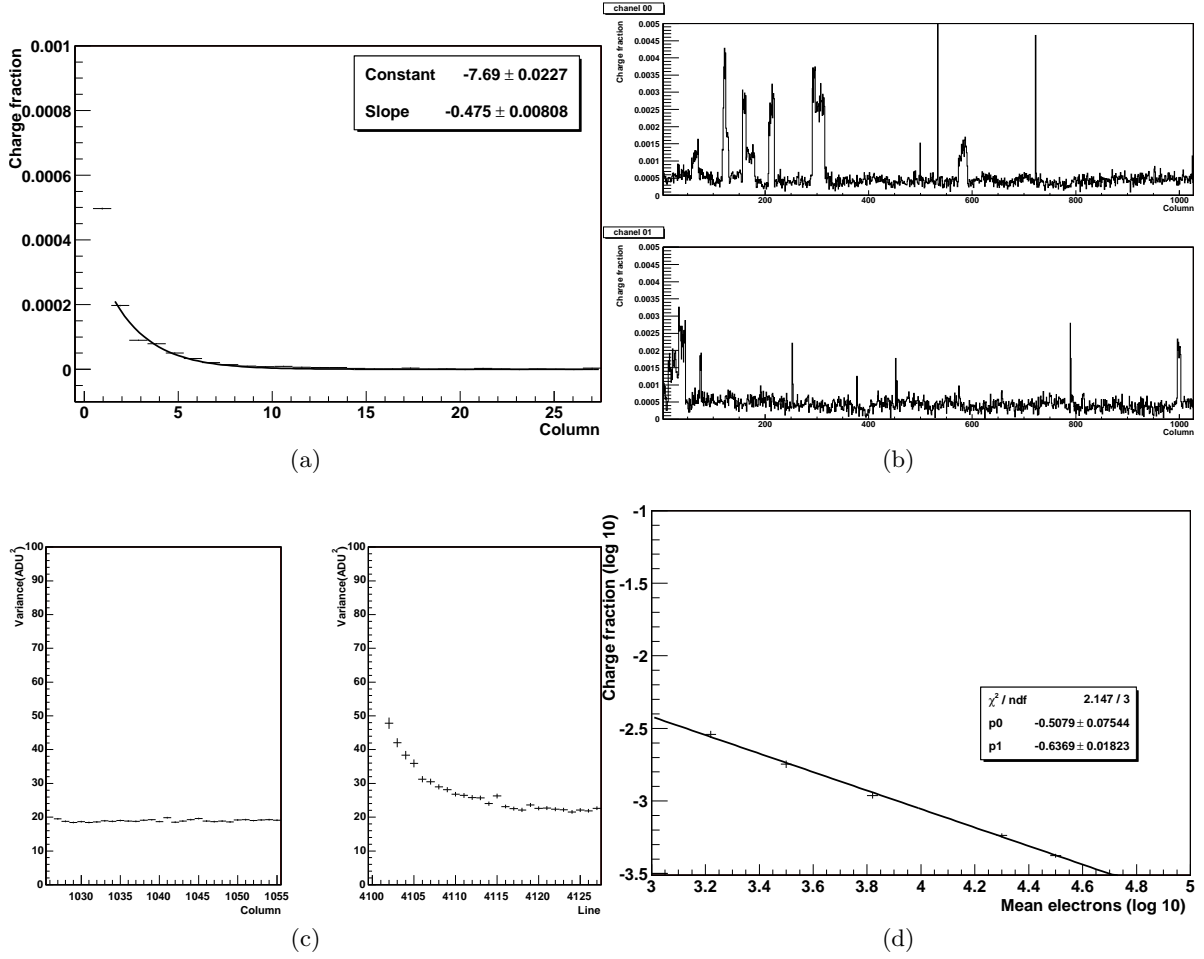 0.001
0.0008
0.0006
0.0004
0.0002
0
Charge fraction
Constant -7.69 ± 0.0227
Slope -0.475 ± 0.00808
0 5 10 15 20 25
Column
(a)
chanel 00
Charge fraction
0.005
0.0045
0.004
0.0035
0.003
0.0025
0.002
0.0015
0.001
0.0005
0
200 400 600 800 1000
Column
chanel 01
Charge fraction
0.005
0.0045
0.004
0.0035
0.003
0.0025
0.002
0.0015
0.001
0.0005
0
200 400 600 800 1000
Column
(b)
Variance(ADU²)
100
90
80
70
60
50
40
30
20
10
0
1030 1035 1040 1045 1050 1055
Column
Variance(ADU²)
100
90
80
70
60
50
40
30
20
10
0
4100 4105 4110 4115 4120 4125
Line
(c)
Charge fraction (log 10)
-1
-1.5
-2
-2.5
-3
-3.5
χ² / ndf 2.147 / 3
p0 -0.5079 ± 0.07544
p1 -0.6369 ± 0.01823
3 3.2 3.4 3.6 3.8 4 4.2 4.4 4.6 4.8 5
Mean electrons (log 10)
(d)